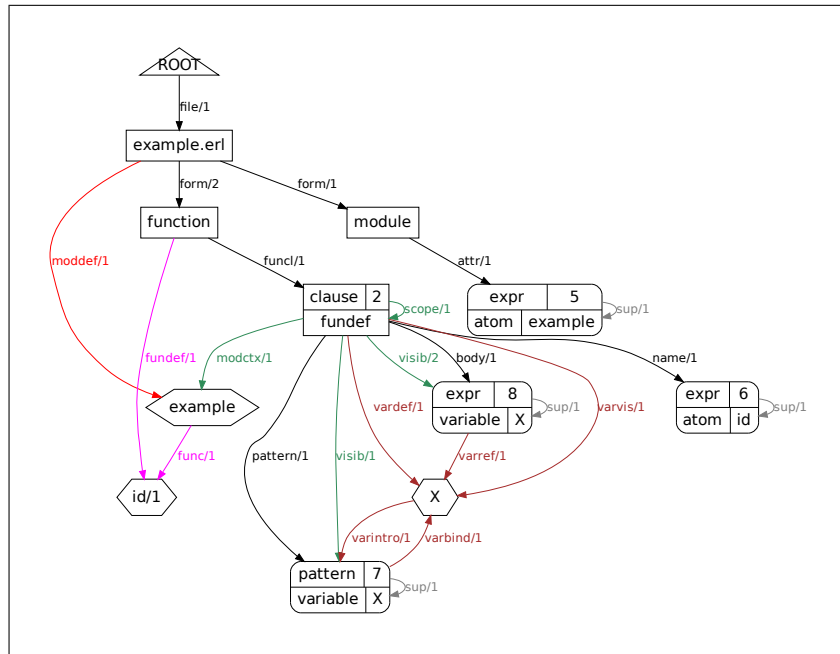 ROOT
file/1
example.erl
form/2
form/1
function
module
moddef/1
funcl/1
attr/1
clause 2
fundef
scope/1
expr 5
atom example
sup/1
fundef/1
modctx/1
visib/2
body/1
name/1
example
vardef/1
expr 8
variable X
sup/1
varvis/1
expr 6
atom id
sup/1
func/1
pattern/1
visib/1
varref/1
id/1
X
varintro/1
varbind/1
pattern 7
variable X
sup/1